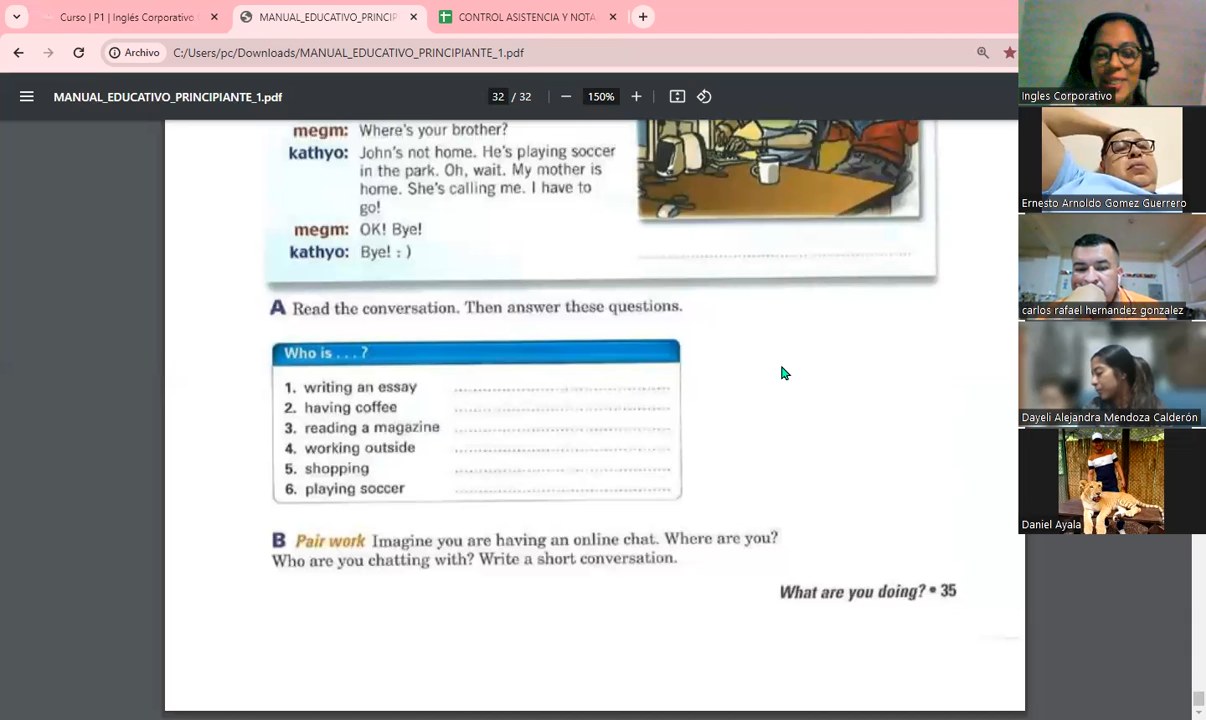 Curso | P1 | Inglés Corporativo
MANUAL_EDUCATIVO_PRINCIP
CONTROL ASISTENCIA Y NOTA
Archivo
C:/Users/pc/Downloads/MANUAL_EDUCATIVO_PRINCIPIANTE_1.pdf
MANUAL_EDUCATIVO_PRINCIPIANTE_1.pdf
32 / 32
150%
megm: Where's your brother?
kathyo: John's not home. He's playing soccer
in the park. Oh, wait. My mother is
home. She's calling me. I have to
go!
megm: OK! Bye!
kathyo: Bye! : )
A Read the conversation. Then answer these questions.
Who is . . . ?
1. writing an essay
2. having coffee
3. reading a magazine
4. working outside
5. shopping
6. playing soccer
B Pair work Imagine you are having an online chat. Where are you?
Who are you chatting with? Write a short conversation.
What are you doing? • 35
Ingles Corporativo
Ernesto Arnoldo Gomez Guerrero
carlos rafael hernandez gonzalez
Dayeli Alejandra Mendoza Calderón
Daniel Ayala